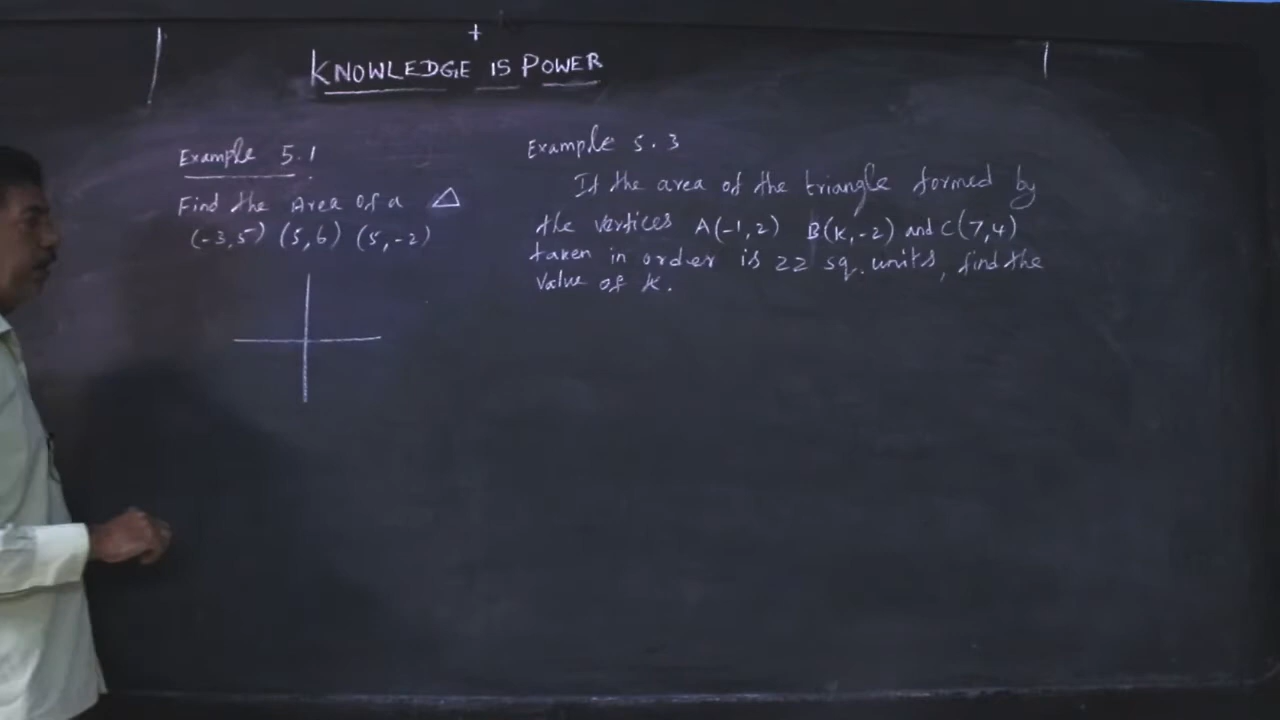 +
KNOWLEDGE IS POWER
Example 5.1
Find the Area of a △
(-3,5) (5,6) (5,-2)
Example 5.3
If the area of the triangle formed by
the vertices A(-1,2) B(K,-2) and C(7,4)
taken in order is 22 sq. units, find the
value of K.